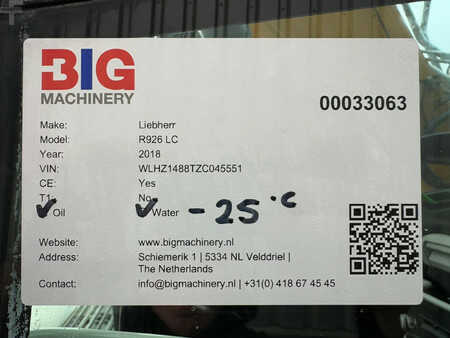 BIG
MACHINERY
00033063
Make: Liebherr
Model: R926 LC
Year: 2018
VIN: WLHZ1488TZC045551
CE: Yes
T1: No
✓ Oil ✓ Water -25 °C
Website: www.bigmachinery.nl
Address: Schiemerik 1 | 5334 NL Velddriel |
The Netherlands
Contact: info@bigmachinery.nl | +31(0) 418 67 45 45